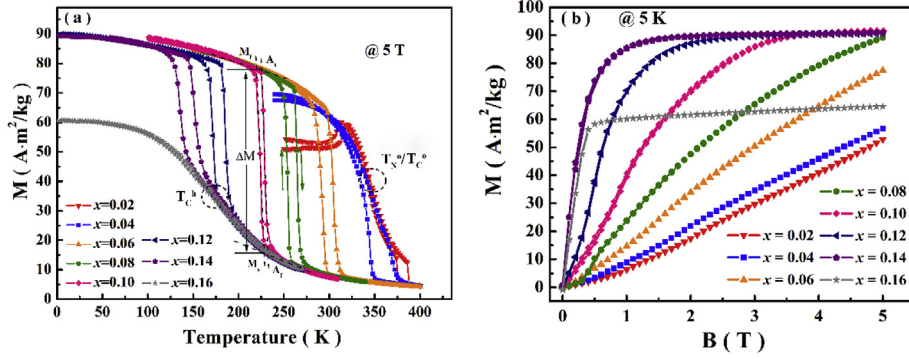 ( a )
@ 5 T
M ( A·m²/kg )
90
80
70
60
50
40
30
20
10
0
ΔM
T_N^o/T_C^o
T_C^h
x=0.02
x=0.04
x=0.06
x=0.08
x=0.10
x=0.12
x=0.14
x=0.16
0 50 100 150 200 250 300 350 400
Temperature ( K )
( b )
@ 5 K
M ( A·m²/kg )
100
90
80
70
60
50
40
30
20
10
0
x = 0.02
x = 0.04
x = 0.06
x = 0.08
x = 0.10
x = 0.12
x = 0.14
x = 0.16
0 1 2 3 4 5
B ( T )